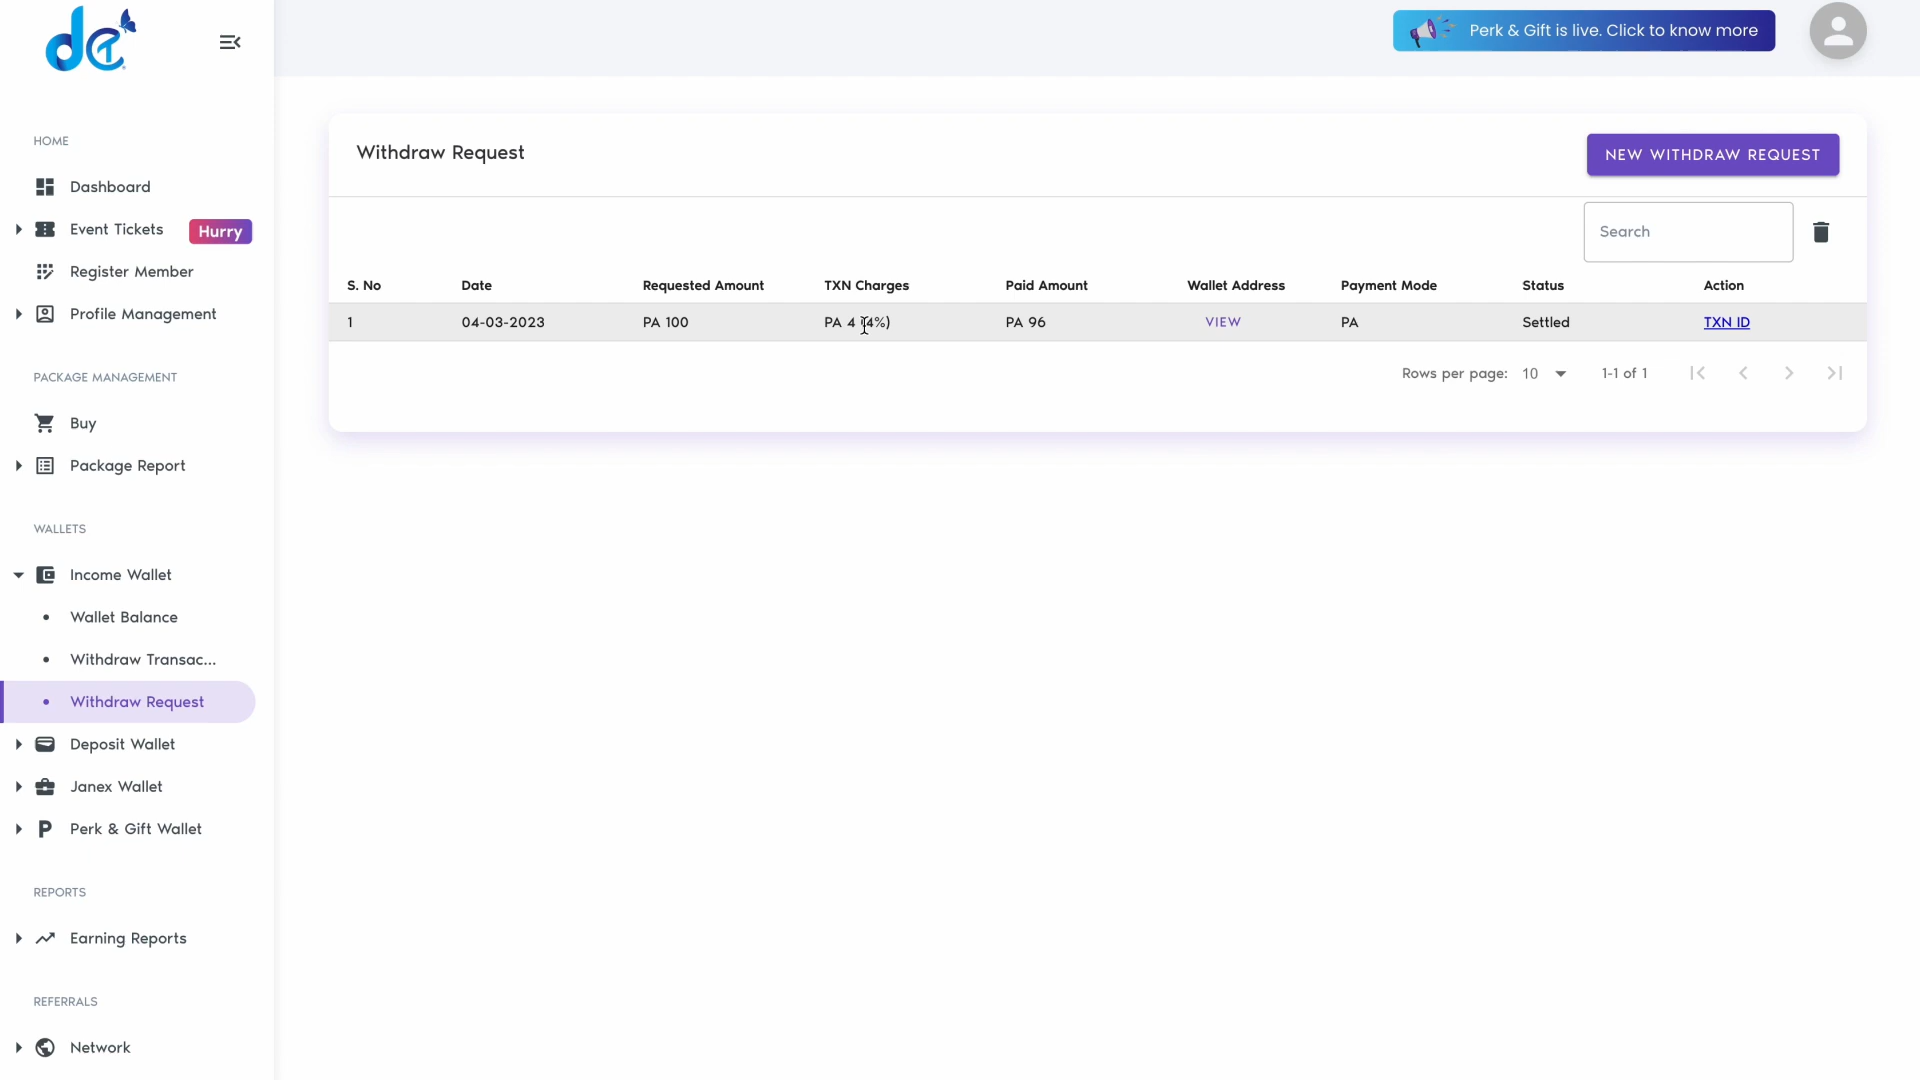 dct
Perk & Gift is live. Click to know more
HOME
Dashboard
Event Tickets Hurry
Register Member
Profile Management
PACKAGE MANAGEMENT
Buy
Package Report
WALLETS
Income Wallet
Wallet Balance
Withdraw Transac...
Withdraw Request
Deposit Wallet
Janex Wallet
P Perk & Gift Wallet
REPORTS
Earning Reports
REFERRALS
Network
Withdraw Request
NEW WITHDRAW REQUEST
Search
S. No Date Requested Amount TXN Charges Paid Amount Wallet Address Payment Mode Status Action
1 04-03-2023 PA 100 PA 4 (4%) PA 96 VIEW PA Settled TXN ID
Rows per page: 10 1-1 of 1